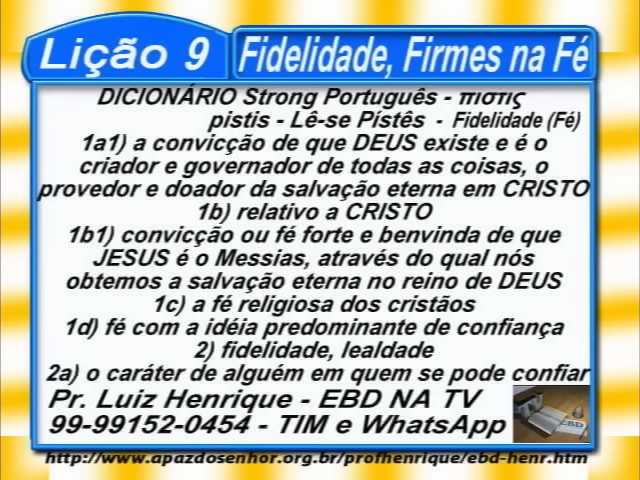 Lição 9 Fidelidade, Firmes na Fé
DICIONÁRIO Strong Português - πιστις
pistis - Lê-se Pístês - Fidelidade (Fé)
1a1) a convicção de que DEUS existe e é o
criador e governador de todas as coisas, o
provedor e doador da salvação eterna em CRISTO
1b) relativo a CRISTO
1b1) convicção ou fé forte e benvinda de que
JESUS é o Messias, através do qual nós
obtemos a salvação eterna no reino de DEUS
1c) a fé religiosa dos cristãos
1d) fé com a idéia predominante de confiança
2) fidelidade, lealdade
2a) o caráter de alguém em quem se pode confiar
Pr. Luiz Henrique - EBD NA TV
99-99152-0454 - TIM e WhatsApp
EBD
http://www.apazdosenhor.org.br/profhenrique/ebd-henr.htm